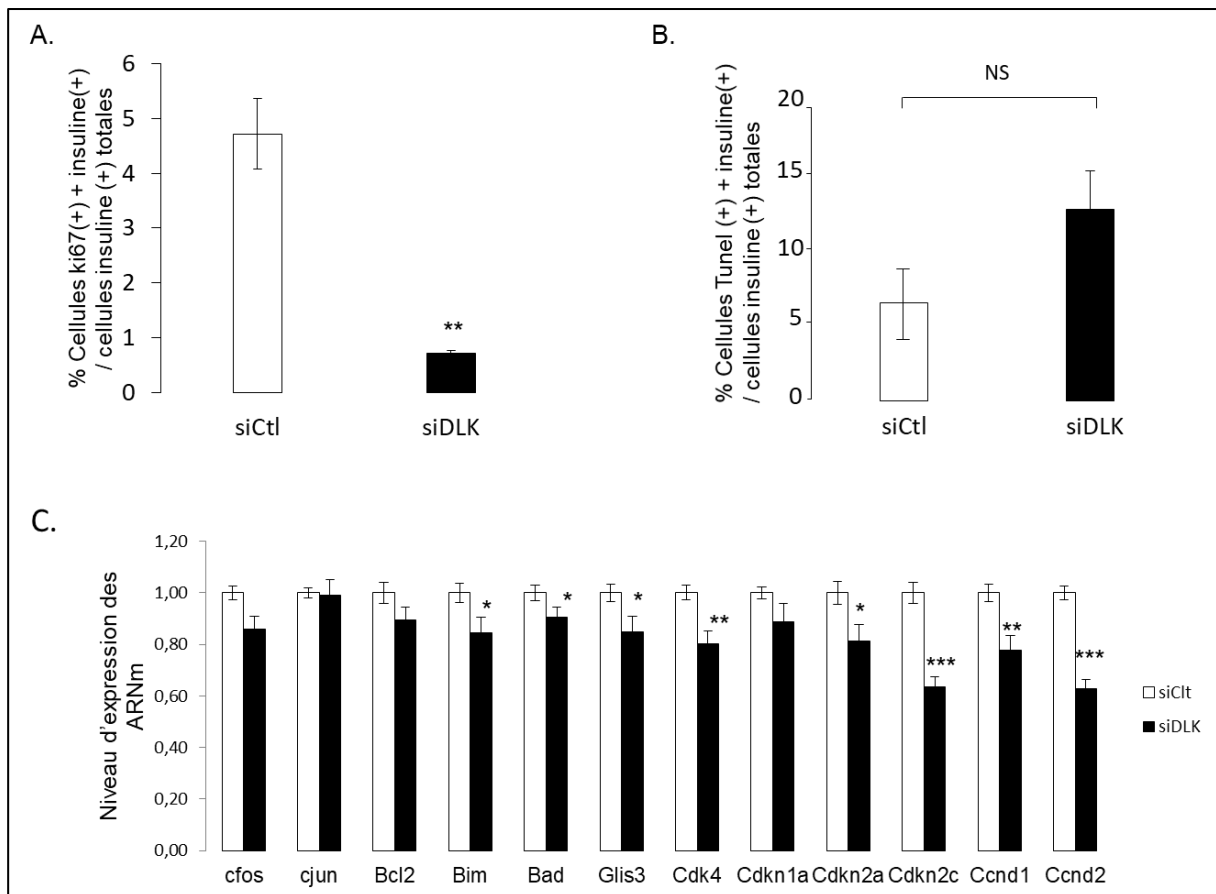 A.
% Cellules ki67(+) + insuline(+)
/ cellules insuline (+) totales
6
5
4
3
2
1
0
**
siCtl
siDLK
B.
% Cellules Tunel (+) + insuline(+)
/ cellules insuline (+) totales
NS
20
15
10
5
0
siCtl
siDLK
C.
Niveau d'expression des
ARNm
1,20
1,00
0,80
0,60
0,40
0,20
0,00
* * * ** * *** ** ***
cfos cjun Bcl2 Bim Bad Glis3 Cdk4 Cdkn1a Cdkn2a Cdkn2c Ccnd1 Ccnd2
siClt
siDLK